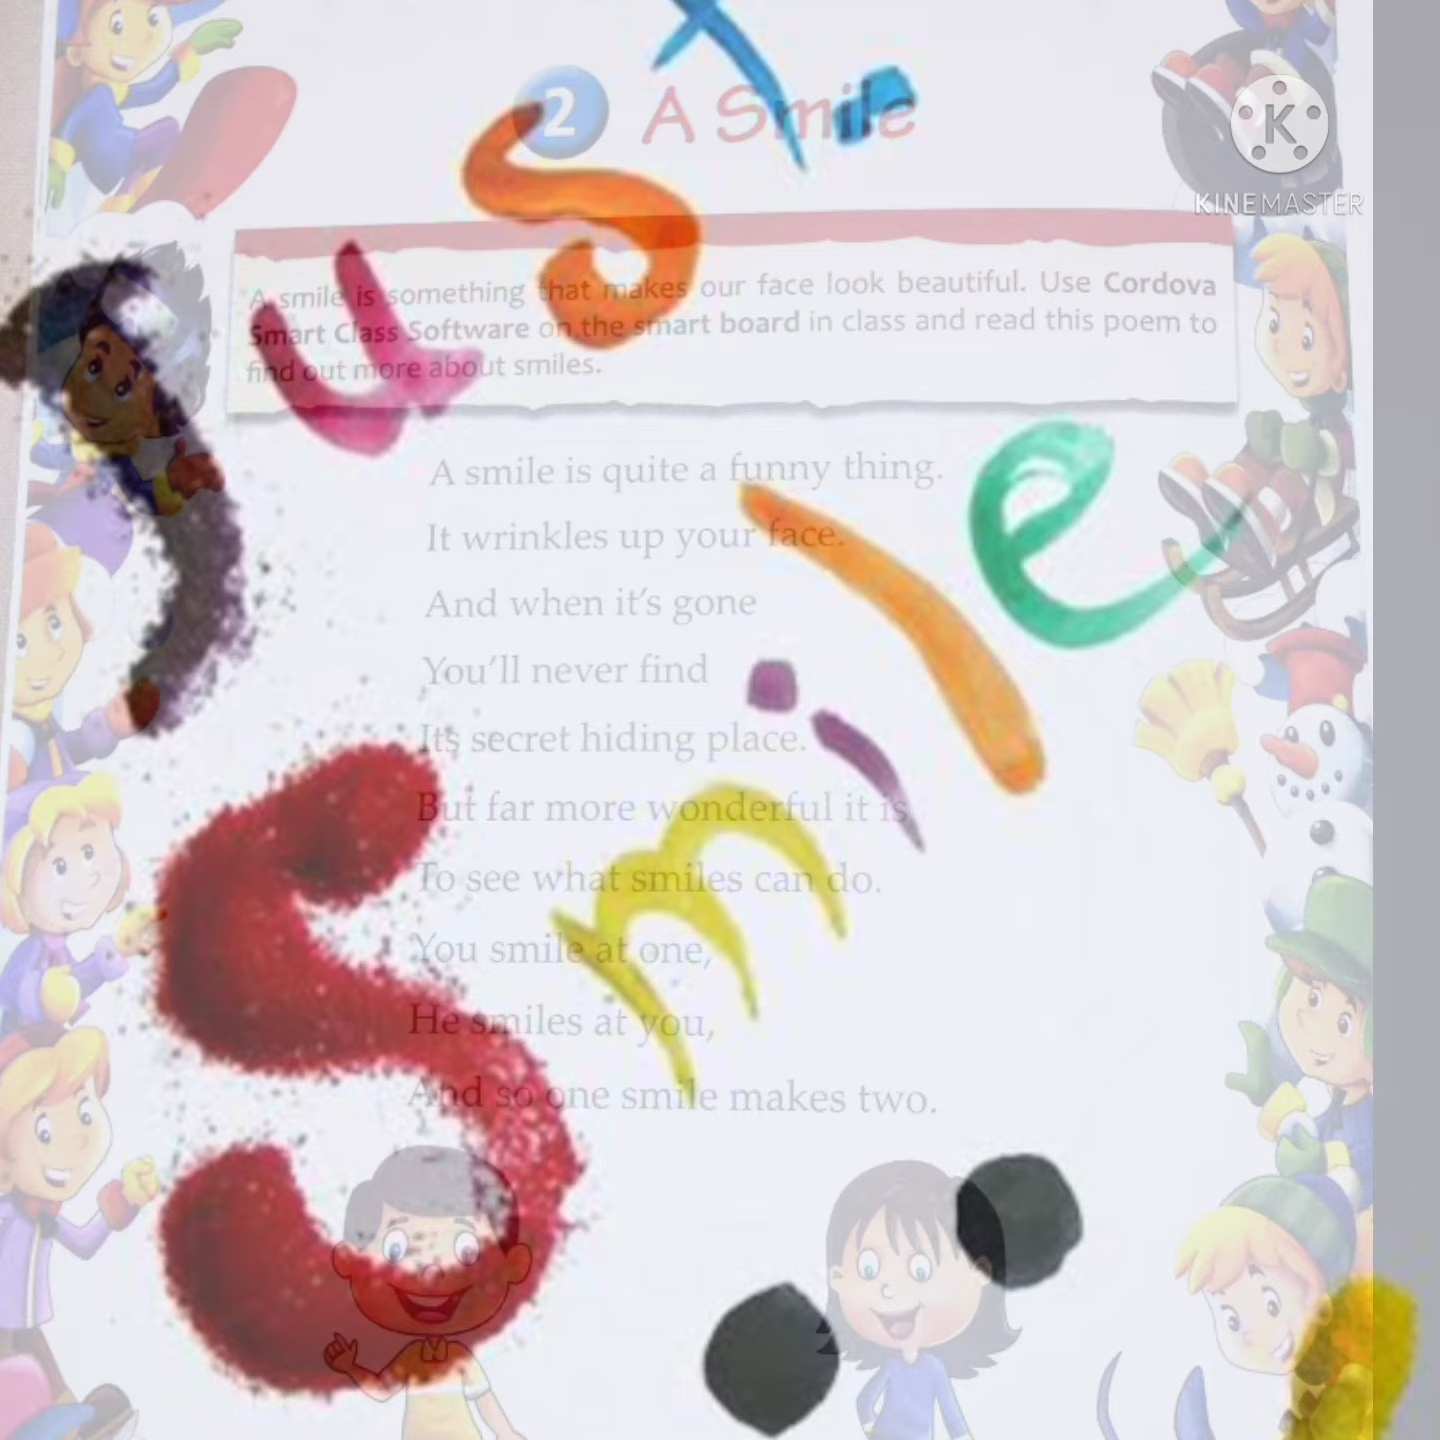 Just
Smile
2 A Smile
K
KINEMASTER
A smile is something that makes our face look beautiful. Use Cordova
Smart Class Software on the smart board in class and read this poem to
find out more about smiles.
A smile is quite a funny thing.
It wrinkles up your face.
And when it’s gone
You’ll never find
Its secret hiding place.
But far more wonderful it is
To see what smiles can do.
You smile at one,
He smiles at you,
And so one smile makes two.